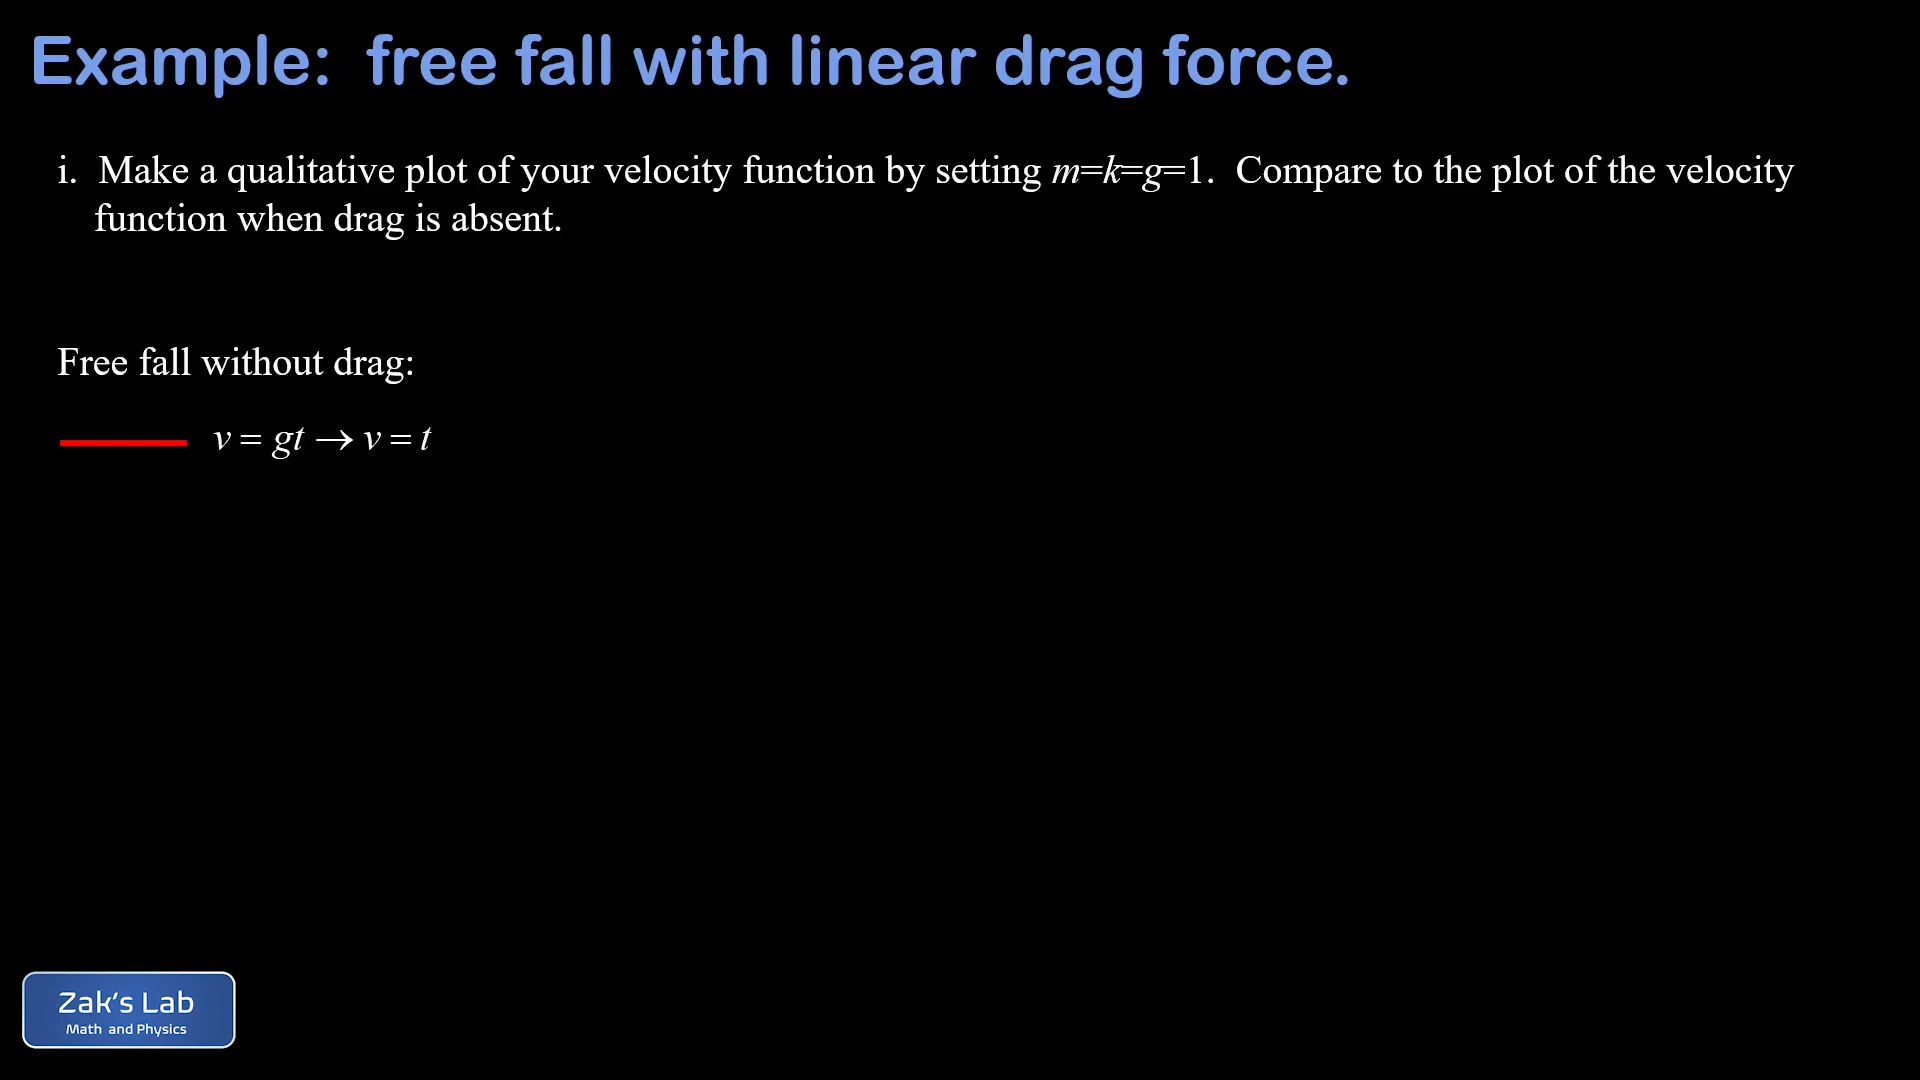 Example: free fall with linear drag force.
i. Make a qualitative plot of your velocity function by setting m=k=g=1. Compare to the plot of the velocity
function when drag is absent.
Free fall without drag:
v = gt → v = t
Zak's Lab
Math and Physics